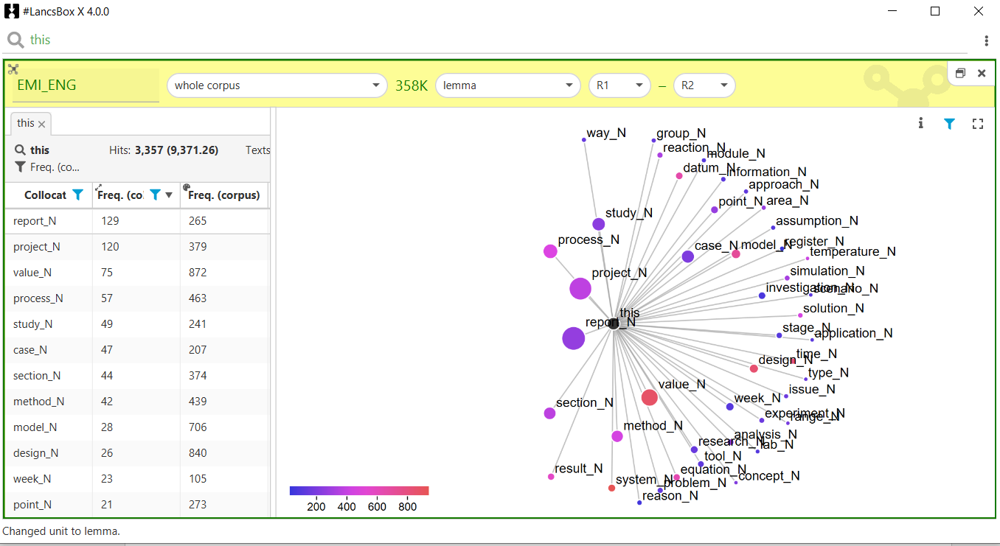 #LancsBox X 4.0.0
this
EMI_ENG whole corpus 358K lemma R1 – R2
this
this Hits: 3,357 (9,371.26) Texts
Freq. (co...
Collocat Freq. (co Freq. (corpus)
report_N 129 265
project_N 120 379
value_N 75 872
process_N 57 463
study_N 49 241
case_N 47 207
section_N 44 374
method_N 42 439
model_N 28 706
design_N 26 840
week_N 23 105
point_N 21 273
way_N
group_N
reaction_N
module_N
datum_N
information_N
approach_N
point_N
area_N
study_N
assumption_N
process_N
case_N
model_N
register_N
temperature_N
project_N
simulation_N
investigation_N
scenario_N
solution_N
this
report_N
stage_N
application_N
time_N
design_N
type_N
value_N
issue_N
week_N
section_N
experiment_N
range_N
method_N
analysis_N
research_N
lab_N
tool_N
result_N
equation_N
concept_N
system_N
problem_N
reason_N
200 400 600 800
Changed unit to lemma.